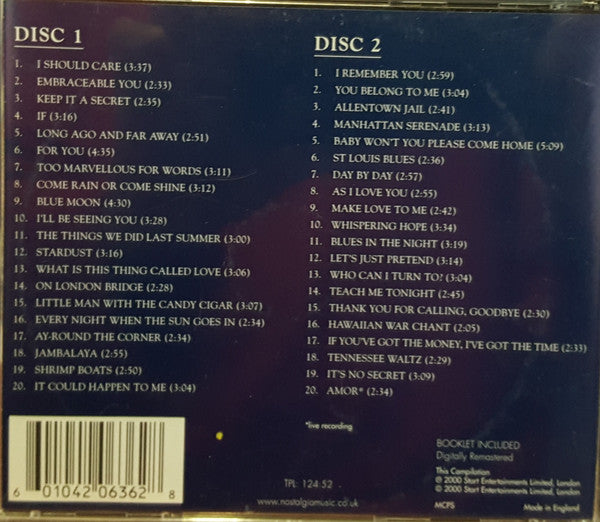 DISC 1
1. I SHOULD CARE (3:37)
2. EMBRACEABLE YOU (2:33)
3. KEEP IT A SECRET (2:35)
4. IF (3:16)
5. LONG AGO AND FAR AWAY (2:51)
6. FOR YOU (4:35)
7. TOO MARVELLOUS FOR WORDS (3:11)
8. COME RAIN OR COME SHINE (3:12)
9. BLUE MOON (4:30)
10. I'LL BE SEEING YOU (3:28)
11. THE THINGS WE DID LAST SUMMER (3:00)
12. STARDUST (3:16)
13. WHAT IS THIS THING CALLED LOVE (3:06)
14. ON LONDON BRIDGE (2:28)
15. LITTLE MAN WITH THE CANDY CIGAR (3:07)
16. EVERY NIGHT WHEN THE SUN GOES IN (2:34)
17. AY-ROUND THE CORNER (2:34)
18. JAMBALAYA (2:55)
19. SHRIMP BOATS (2:50)
20. IT COULD HAPPEN TO ME (3:04)
DISC 2
1. I REMEMBER YOU (2:59)
2. YOU BELONG TO ME (3:04)
3. ALLENTOWN JAIL (2:41)
4. MANHATTAN SERENADE (3:13)
5. BABY WON'T YOU PLEASE COME HOME (5:09)
6. ST LOUIS BLUES (2:36)
7. DAY BY DAY (2:57)
8. AS I LOVE YOU (2:55)
9. MAKE LOVE TO ME (2:42)
10. WHISPERING HOPE (3:34)
11. BLUES IN THE NIGHT (3:19)
12. LET'S JUST PRETEND (3:14)
13. WHO CAN I TURN TO? (3:04)
14. TEACH ME TONIGHT (2:45)
15. THANK YOU FOR CALLING, GOODBYE (2:30)
16. HAWAIIAN WAR CHANT (2:05)
17. IF YOU'VE GOT THE MONEY, I'VE GOT THE TIME (2:33)
18. TENNESSEE WALTZ (2:29)
19. IT'S NO SECRET (3:09)
20. AMOR* (2:34)
*live recording
6 01042 06362 8
TPL 124 52
www.nostalgiamusic.co.uk
BOOKLET INCLUDED
Digitally Remastered
This Compilation
℗ 2000 Start Entertainments Limited, London
© 2000 Start Entertainments Limited, London
MCPS Made in England